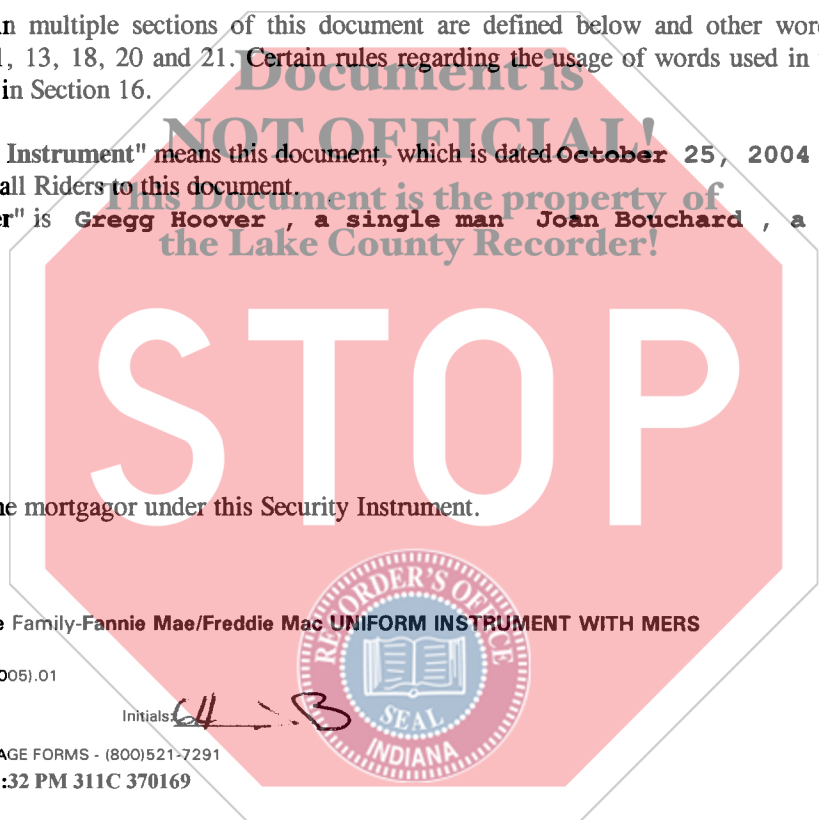 n multiple sections of this document are defined below and other wor
1, 13, 18, 20 and 21. Certain rules regarding the usage of words used in
in Section 16.
Document is
NOT OFFICIAL!
This Document is the property of
the Lake County Recorder!
Instrument" means this document, which is dated October 25, 2004
all Riders to this document.
er" is Gregg Hoover , a single man Joan Bouchard , a
STOP
e mortgagor under this Security Instrument.
e Family-Fannie Mae/Freddie Mac UNIFORM INSTRUMENT WITH MERS
005).01
Initials: GH J.B
AGE FORMS - (800)521-7291
:32 PM 311C 370169
RECORDER'S OFFICE
SEAL
INDIANA